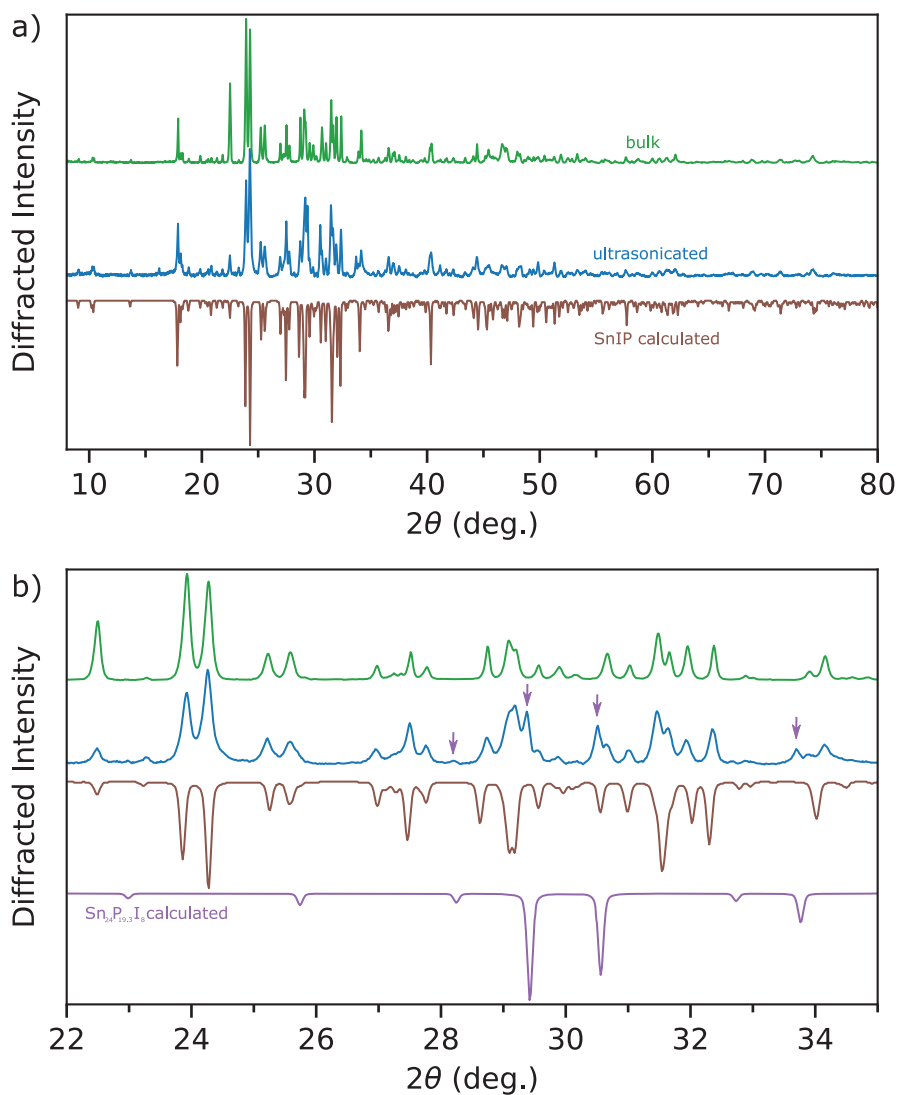 a)
Diffracted Intensity
bulk
ultrasonicated
SnIP calculated
10 20 30 40 50 60 70 80
2θ (deg.)
b)
Diffracted Intensity
Sn₂₄P₁₉.₃I₈ calculated
22 24 26 28 30 32 34
2θ (deg.)